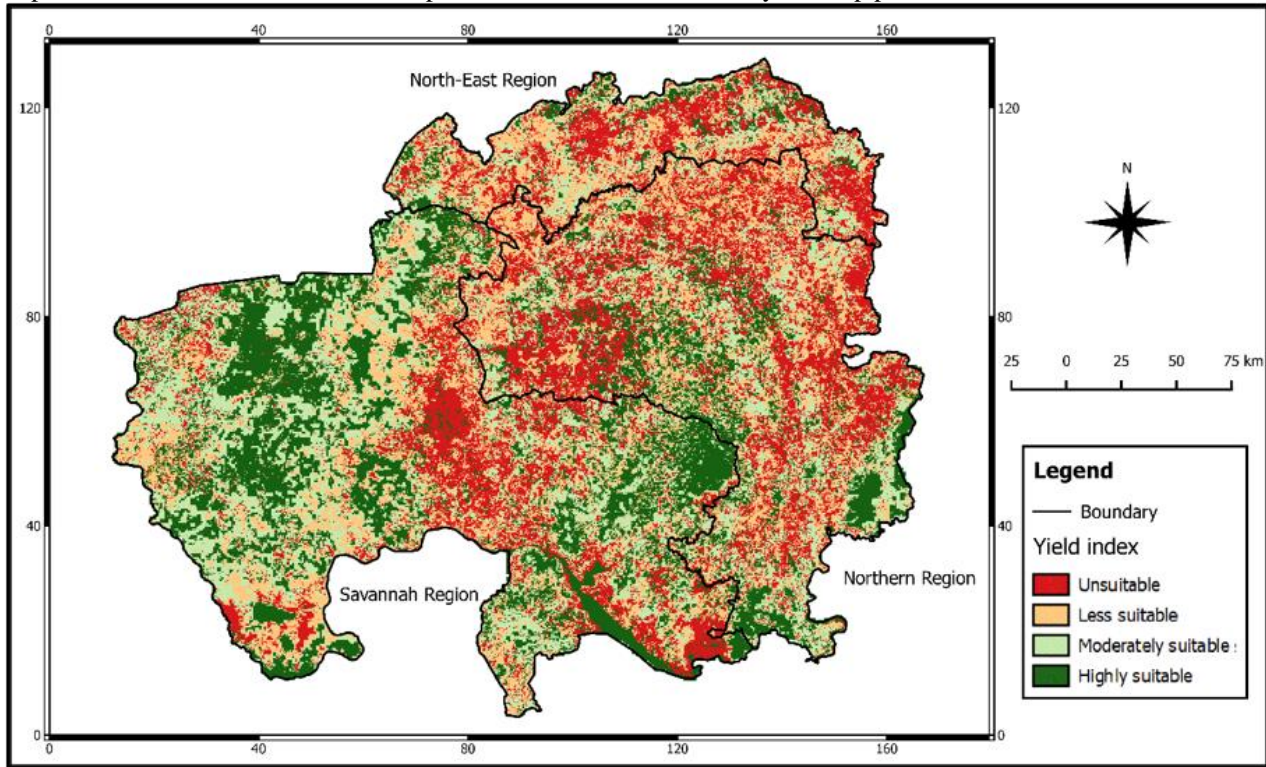 0 40 80 120 160
North-East Region
120 120
N
80 80
25 0 25 50 75 km
Legend
Boundary
Yield index
Unsuitable
Less suitable
Moderately suitable :
Highly suitable
40 40
Northern Region
Savannah Region
0 0
0 40 80 120 160